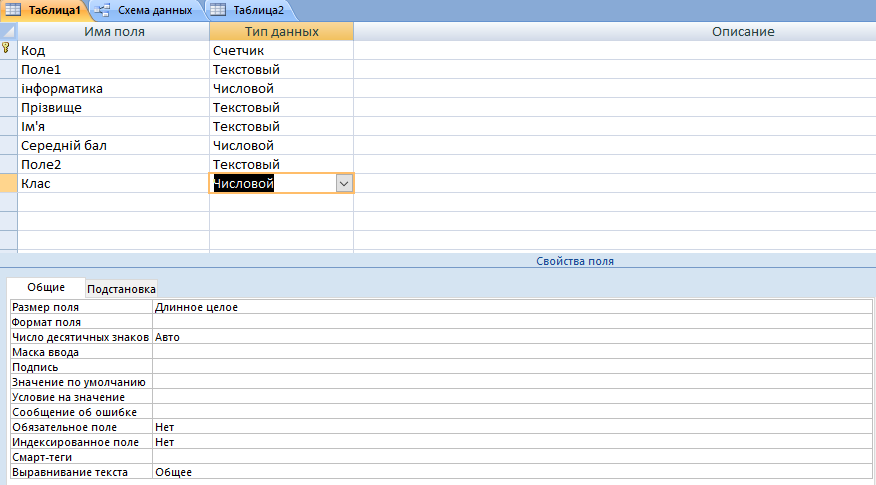 Таблица1 Схема данных Таблица2
Имя поля Тип данных Описание
Код Счетчик
Поле1 Текстовый
інформатика Числовой
Прізвище Текстовый
Ім'я Текстовый
Середній бал Числовой
Поле2 Текстовый
Клас Числовой
Свойства поля
Общие Подстановка
Размер поля Длинное целое
Формат поля
Число десятичных знаков Авто
Маска ввода
Подпись
Значение по умолчанию
Условие на значение
Сообщение об ошибке
Обязательное поле Нет
Индексированное поле Нет
Смарт-теги
Выравнивание текста Общее